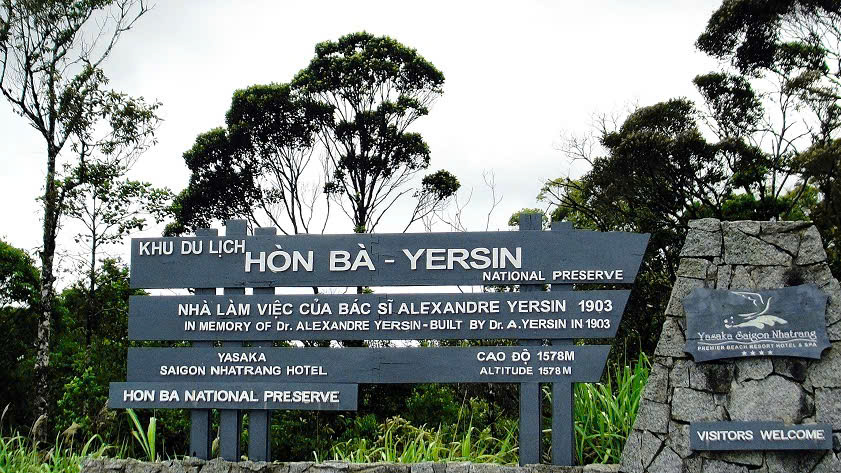 KHU DU LỊCH HÒN BÀ - YERSIN
NATIONAL PRESERVE
NHÀ LÀM VIỆC CỦA BÁC SĨ ALEXANDRE YERSIN 1903
IN MEMORY OF Dr. ALEXANDRE YERSIN - BUILT BY Dr. A.YERSIN IN 1903
YASAKA
SAIGON NHATRANG HOTEL
CAO ĐỘ 1578M
ALTITUDE 1578 M
HON BA NATIONAL PRESERVE
Yasaka Saigon Nhatrang
PREMIER BEACH RESORT HOTEL & SPA
★★★★
VISITORS WELCOME